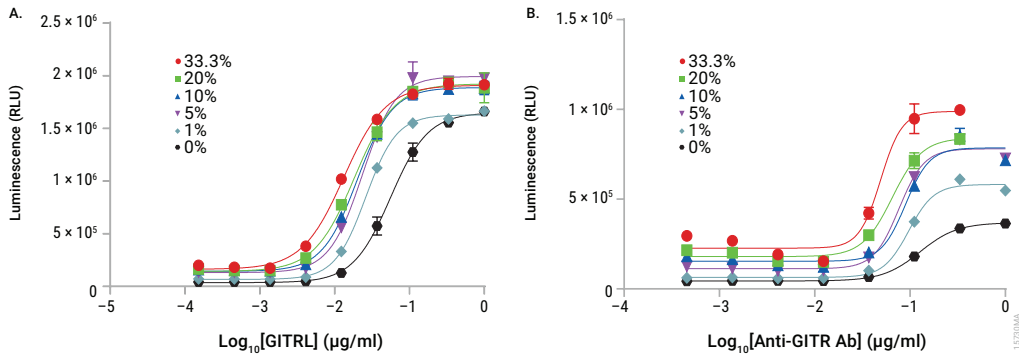 A.
Luminescence (RLU)
2.5 × 10⁶
2 × 10⁶
1.5 × 10⁶
1 × 10⁶
5 × 10⁵
0
33.3%
20%
10%
5%
1%
0%
−5 −4 −3 −2 −1 0
Log₁₀[GITRL] (µg/ml)
B.
Luminescence (RLU)
1.5 × 10⁶
1 × 10⁶
5 × 10⁵
0
33.3%
20%
10%
5%
1%
0%
−4 −3 −2 −1 0
Log₁₀[Anti-GITR Ab] (µg/ml)
15730MA